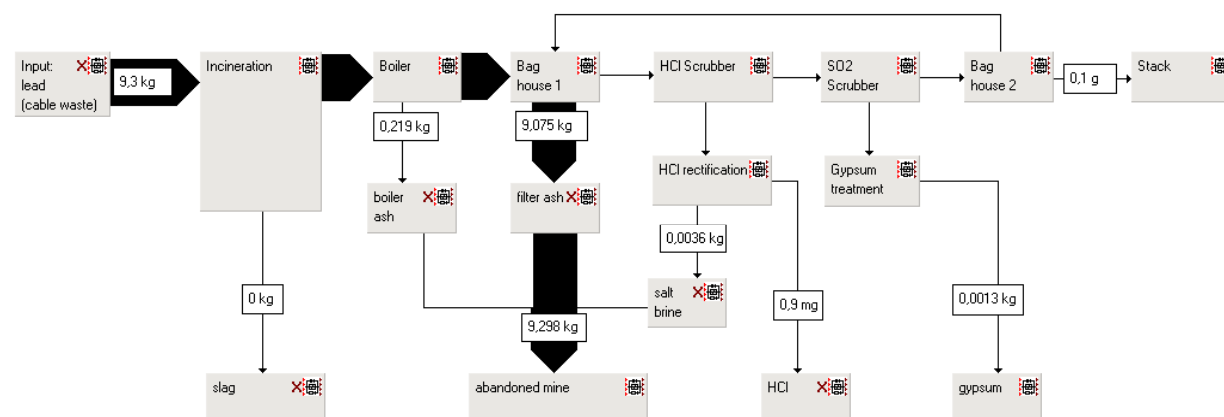 Input:
lead
(cable waste)
9,3 kg
Incineration
Boiler
Bag
house 1
HCl Scrubber
SO2
Scrubber
Bag
house 2
0,1 g
Stack
0,219 kg
9,075 kg
HCl rectification
Gypsum
treatment
boiler
ash
filter ash
0,0036 kg
0 kg
salt
brine
0,9 mg
0,0013 kg
9,298 kg
slag
abandoned mine
HCl
gypsum